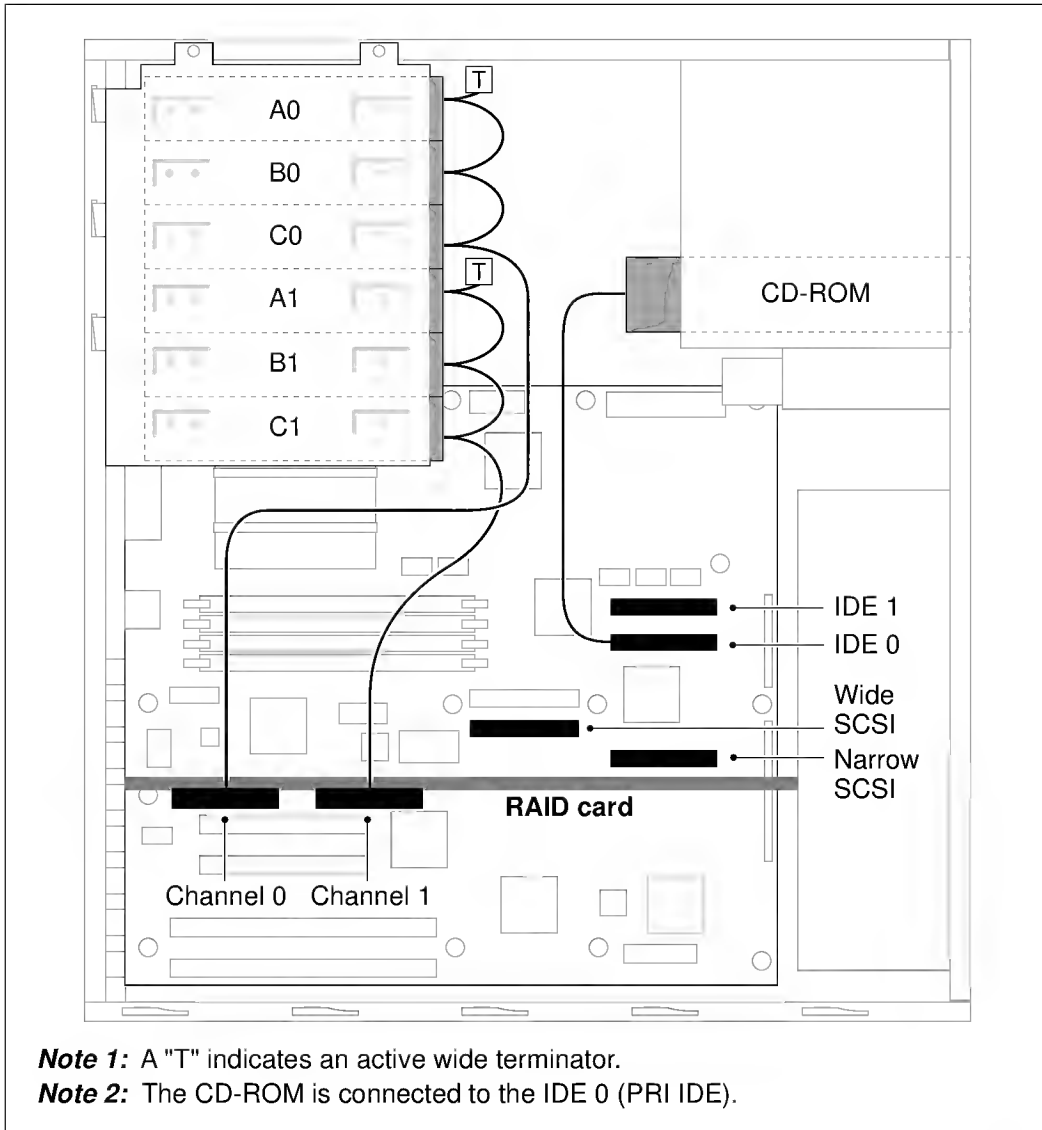 T
A0
B0
C0
T
A1
B1
C1
CD-ROM
IDE 1
IDE 0
Wide
SCSI
Narrow
SCSI
RAID card
Channel 0
Channel 1
Note 1: A "T" indicates an active wide terminator.
Note 2: The CD-ROM is connected to the IDE 0 (PRI IDE).